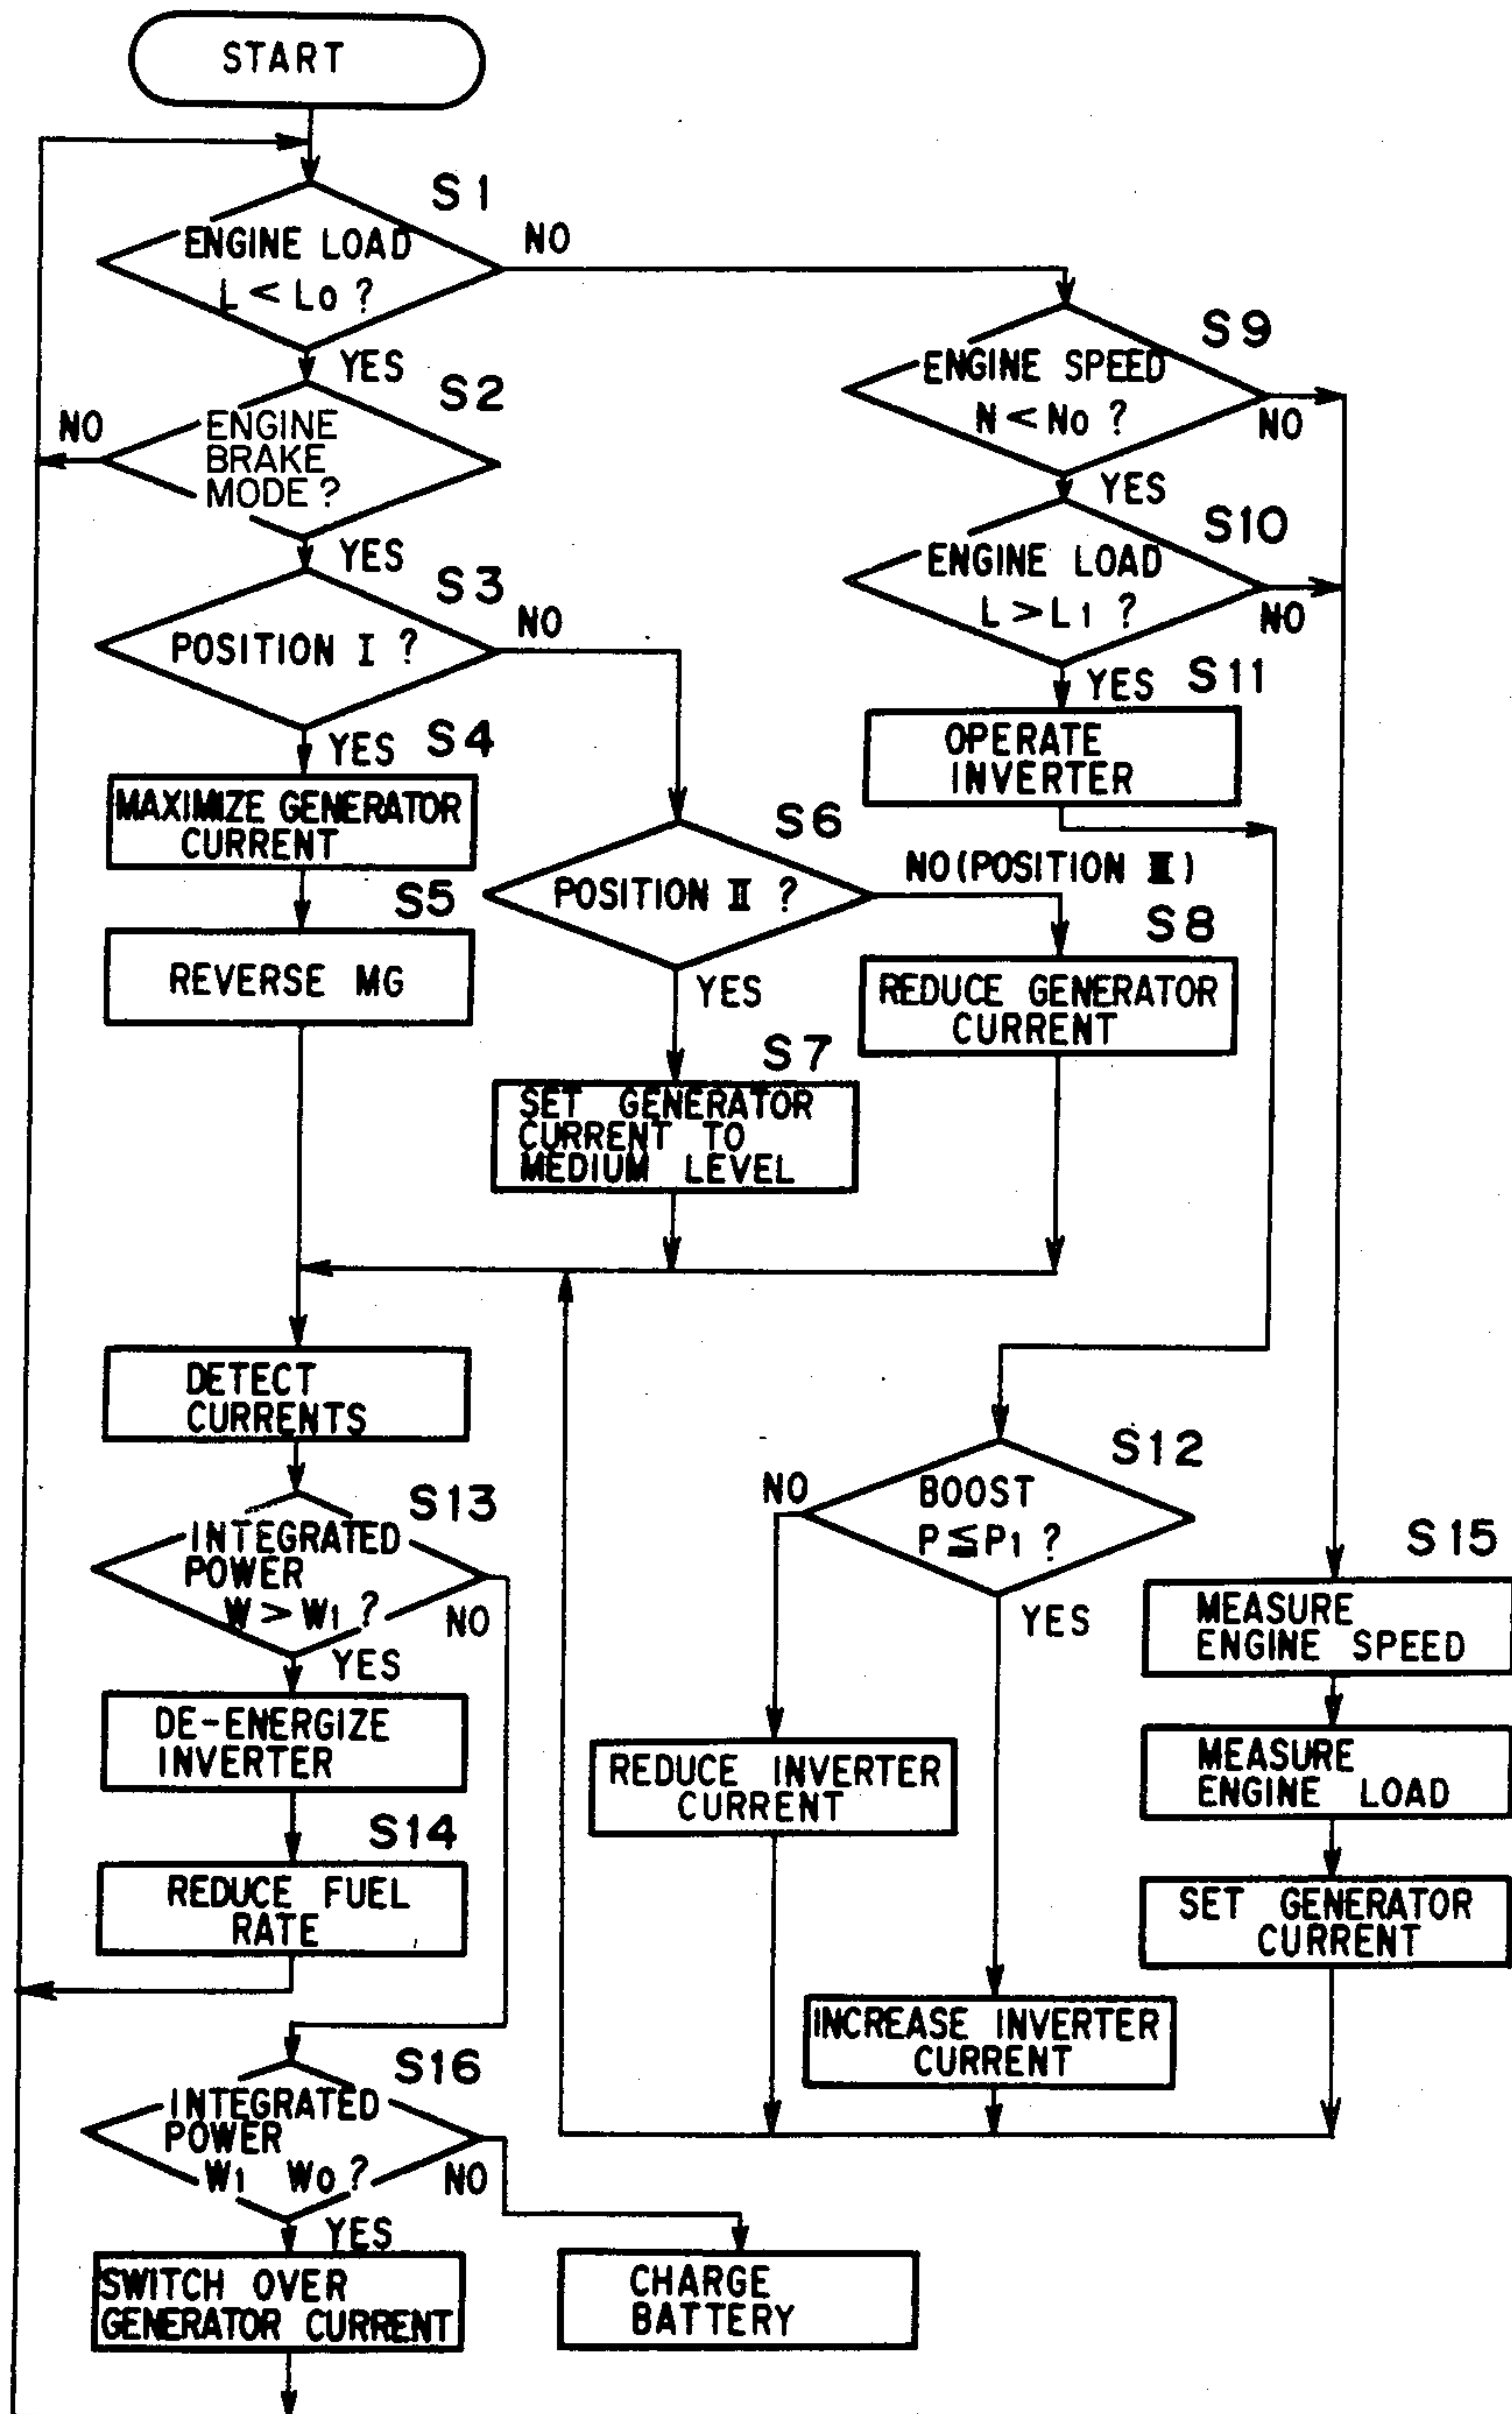 START
S1
ENGINE LOAD
L < L0 ?
NO
YES
S2
ENGINE
BRAKE
MODE ?
NO
YES
S3
POSITION I ?
NO
YES
S4
MAXIMIZE GENERATOR
CURRENT
S5
REVERSE MG
S6
POSITION II ?
NO (POSITION III)
YES
S7
SET GENERATOR
CURRENT TO
MEDIUM LEVEL
S8
REDUCE GENERATOR
CURRENT
S9
ENGINE SPEED
N < N0 ?
NO
YES
S10
ENGINE LOAD
L > L1 ?
NO
YES
S11
OPERATE
INVERTER
S12
BOOST
P ≦ P1 ?
NO
YES
REDUCE INVERTER
CURRENT
INCREASE INVERTER
CURRENT
S15
MEASURE
ENGINE SPEED
MEASURE
ENGINE LOAD
SET GENERATOR
CURRENT
DETECT
CURRENTS
S13
INTEGRATED
POWER
W > W1 ?
NO
YES
DE-ENERGIZE
INVERTER
S14
REDUCE FUEL
RATE
S16
INTEGRATED
POWER
W1 W0 ?
NO
YES
SWITCH OVER
GENERATOR CURRENT
CHARGE
BATTERY